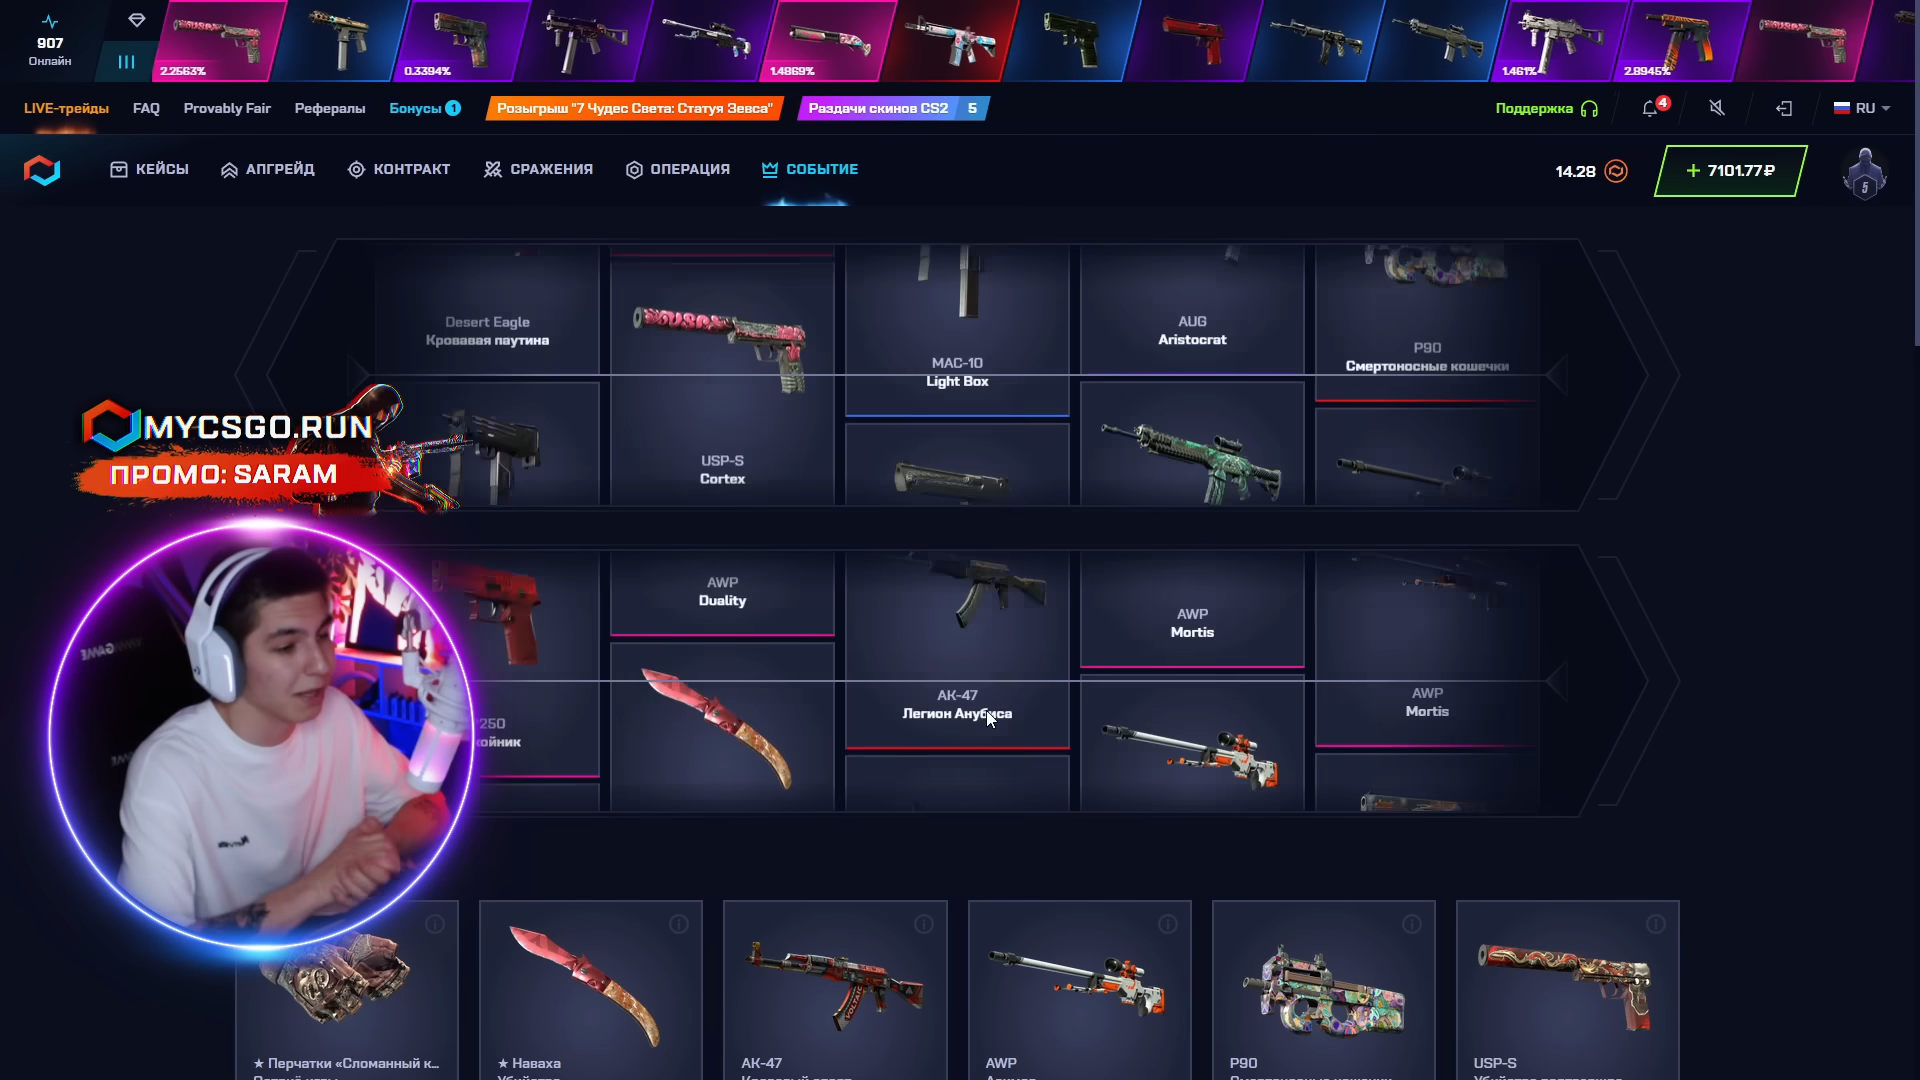 907
Онлайн
2.2563%
0.3394%
1.4869%
1.461%
2.8945%
LIVE-трейды
FAQ
Provably Fair
Рефералы
Бонусы 1
Розыгрыш "7 Чудес Света: Статуя Зевса"
Раздачи скинов CS2 5
Поддержка
4
RU
КЕЙСЫ
АПГРЕЙД
КОНТРАКТ
СРАЖЕНИЯ
ОПЕРАЦИЯ
СОБЫТИЕ
14.28
+ 7101.77₽
5
Desert Eagle
Кровавая паутина
USP-S
Cortex
MAC-10
Light Box
AUG
Aristocrat
P90
Смертоносные кошечки
MYCSGO.RUN
ПРОМО: SARAM
250
ойник
AWP
Duality
AK-47
Легион Анубиса
AWP
Mortis
AWP
Mortis
★ Перчатки «Сломанный к...
★ Наваха
AK-47
AWP
P90
USP-S